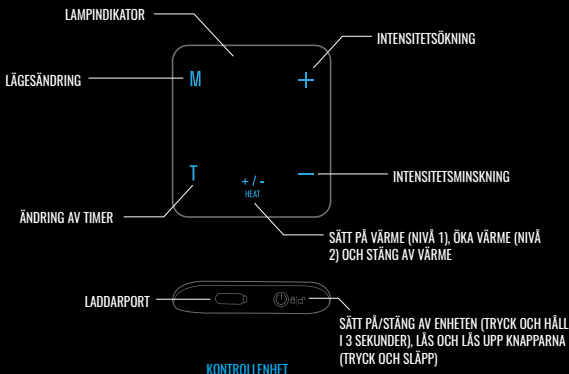 LAMPINDIKATOR
INTENSITETSÖKNING
LÄGESÄNDRING
M
+
T
+ / -
HEAT
—
INTENSITETSMINSKNING
ÄNDRING AV TIMER
SÄTT PÅ VÄRME (NIVÅ 1), ÖKA VÄRME (NIVÅ
2) OCH STÄNG AV VÄRME
LADDARPORT
SÄTT PÅ/STÄNG AV ENHETEN (TRYCK OCH HÅLL
I 3 SEKUNDER), LÅS OCH LÅS UPP KNAPPARNA
(TRYCK OCH SLÄPP)
KONTROLLENHET